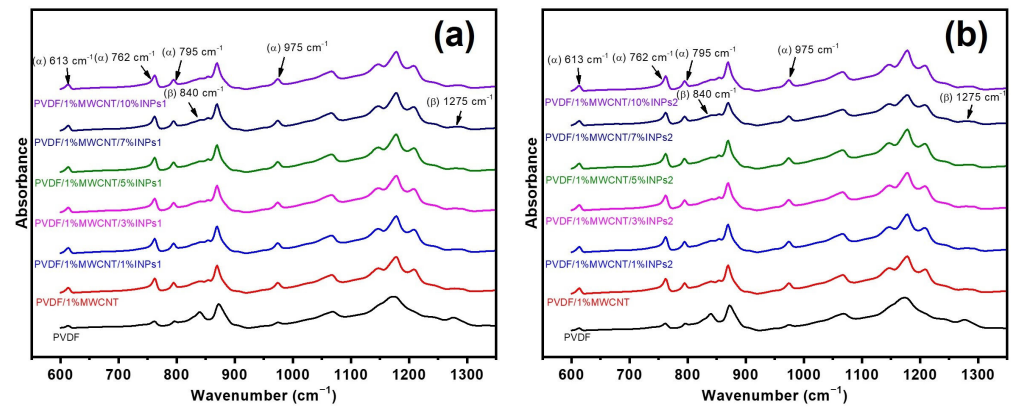 (a)
(α) 613 cm⁻¹
(α) 762 cm⁻¹
(α) 795 cm⁻¹
(α) 975 cm⁻¹
PVDF/1%MWCNT/10%INPs1
(β) 840 cm⁻¹
(β) 1275 cm⁻¹
PVDF/1%MWCNT/7%INPs1
PVDF/1%MWCNT/5%INPs1
PVDF/1%MWCNT/3%INPs1
PVDF/1%MWCNT/1%INPs1
PVDF/1%MWCNT
PVDF
Absorbance
600 700 800 900 1000 1100 1200 1300
Wavenumber (cm⁻¹)
(b)
(α) 613 cm⁻¹
(α) 762 cm⁻¹
(α) 795 cm⁻¹
(α) 975 cm⁻¹
PVDF/1%MWCNT/10%INPs2
(β) 840 cm⁻¹
(β) 1275 cm⁻¹
PVDF/1%MWCNT/7%INPs2
PVDF/1%MWCNT/5%INPs2
PVDF/1%MWCNT/3%INPs2
PVDF/1%MWCNT/1%INPs2
PVDF/1%MWCNT
PVDF
Absorbance
600 700 800 900 1000 1100 1200 1300
Wavenumber (cm⁻¹)